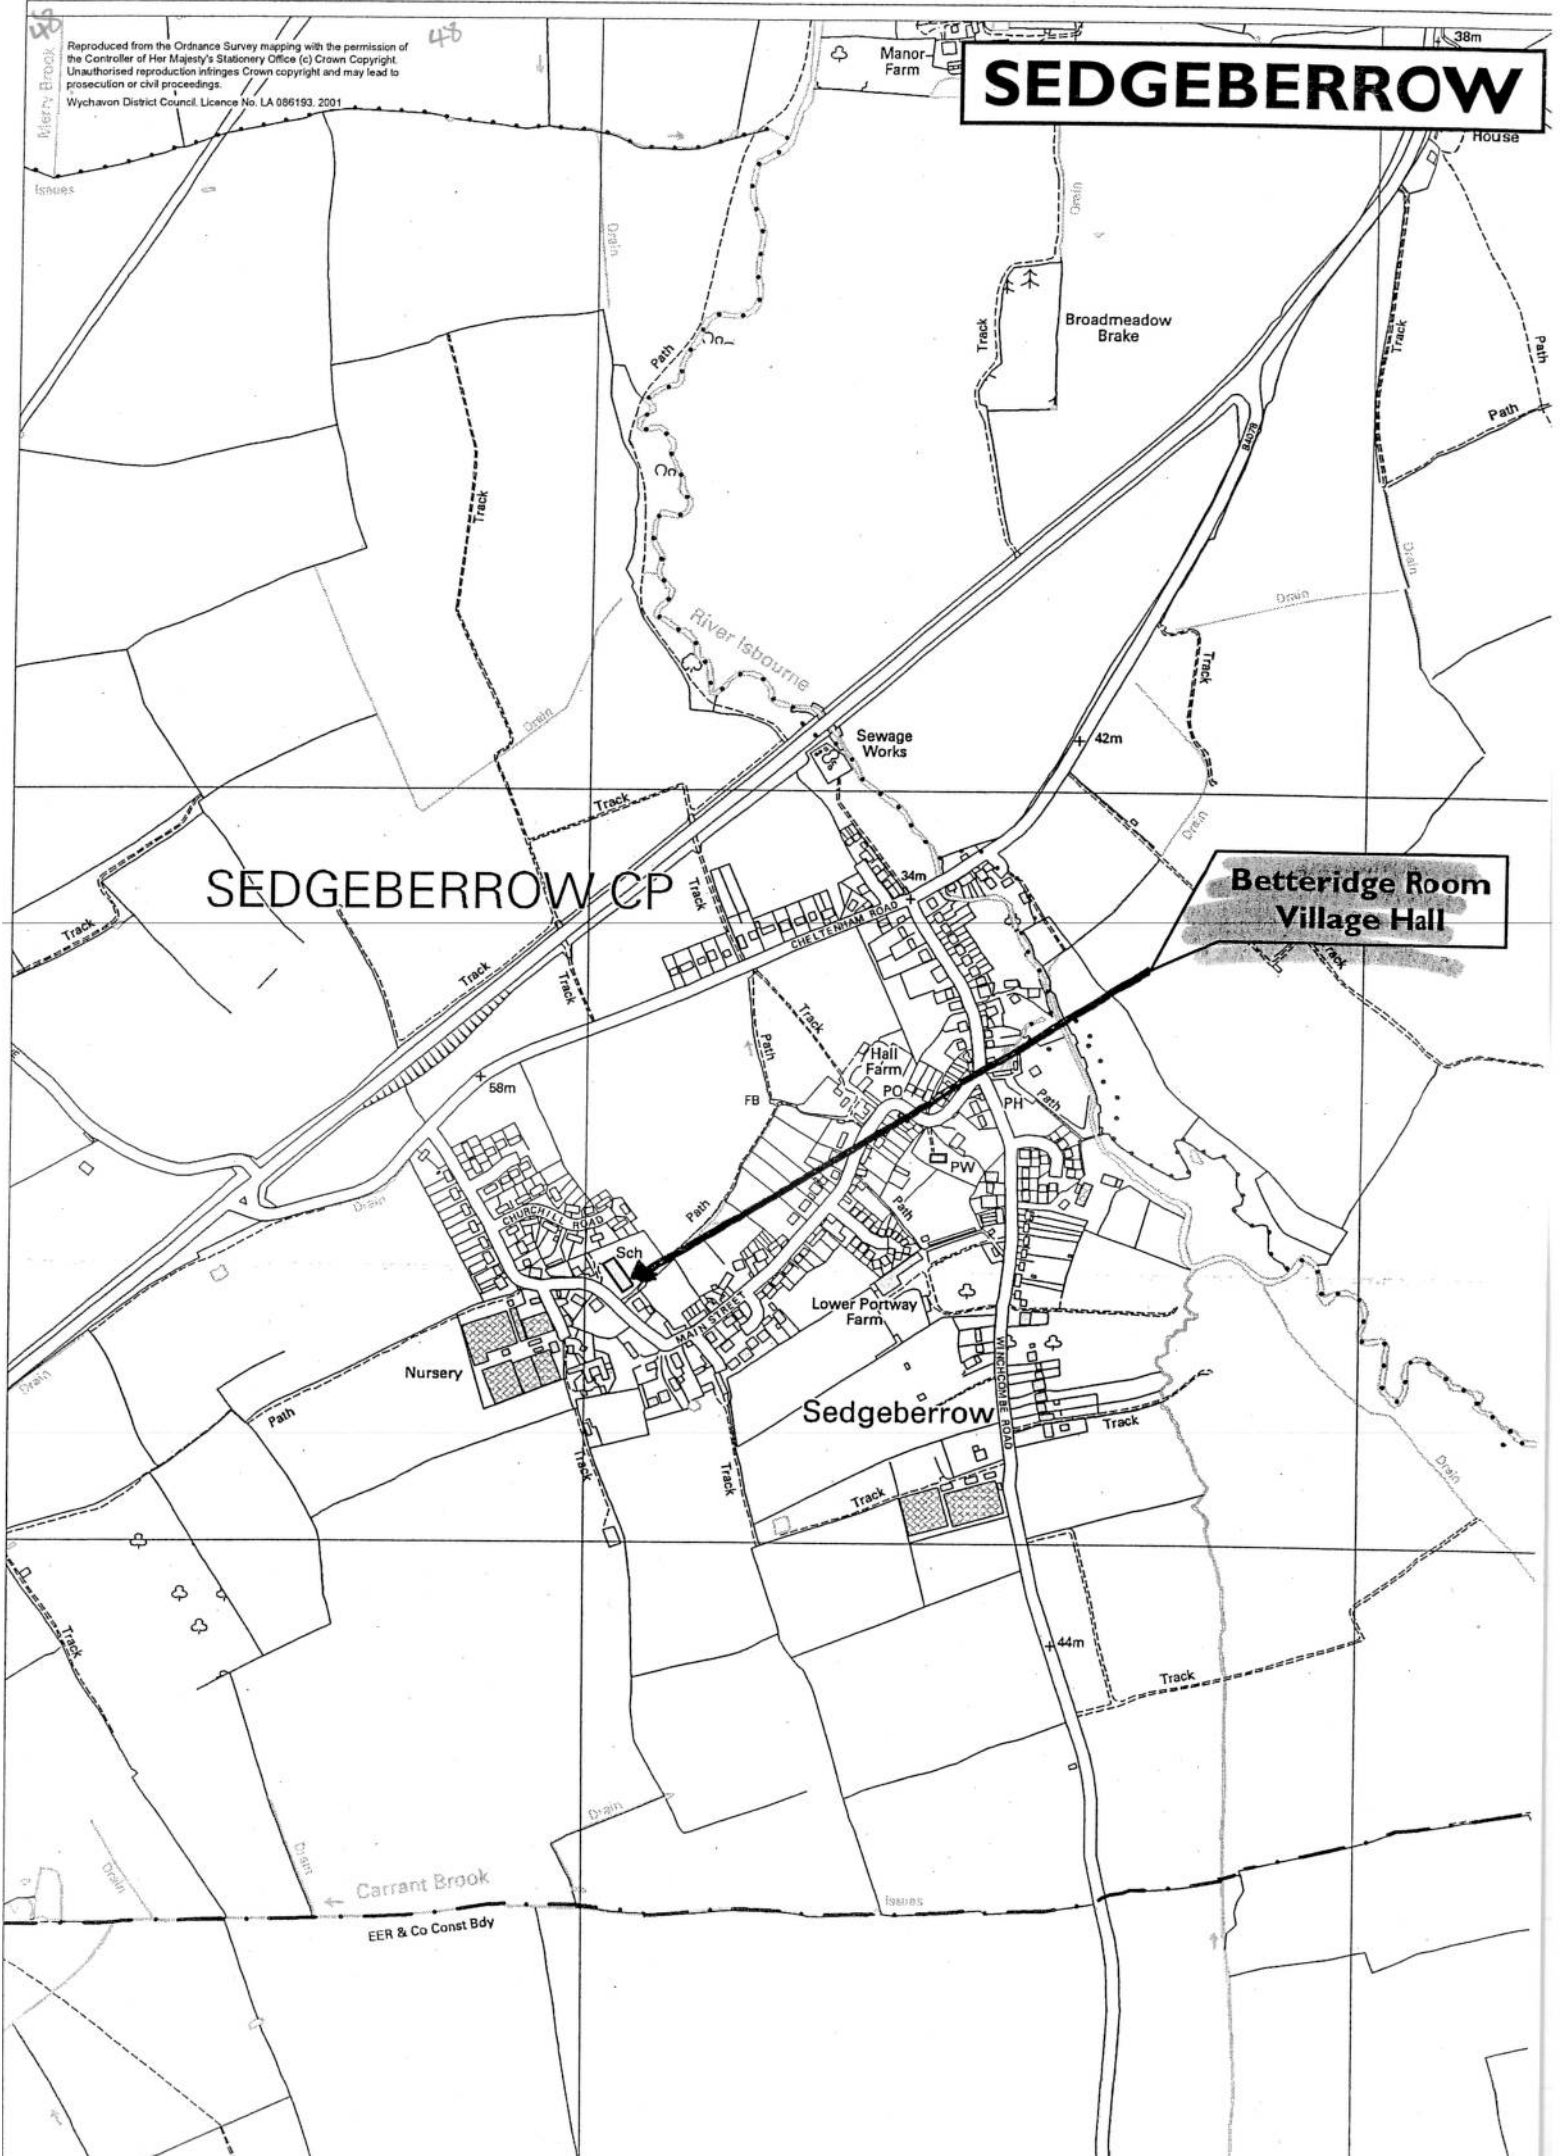 48
48
Merry Brook
Reproduced from the Ordnance Survey mapping with the permission of
the Controller of Her Majesty's Stationery Office (c) Crown Copyright.
Unauthorised reproduction infringes Crown copyright and may lead to
prosecution or civil proceedings.
Wychavon District Council. Licence No. LA 086193. 2001
Manor
Farm
38m
SEDGEBERROW
House
Issues
Drain
Drain
Track
Broadmeadow
Brake
Path
Track
Path
Path
B4078
Track
Drain
Drain
River Isbourne
Track
Drain
Sewage
Works
42m
Track
Drain
SEDGEBERROW CP
Track
34m
CHELTENHAM ROAD
Betteridge Room
Village Hall
Track
Track
Track
Track
Track
Path
Hall
Farm
58m
FB
PO
PH
Path
PW
Drain
CHURCHILL ROAD
Path
Path
Sch
Lower Portway
Farm
MAIN STREET
WINCHCOMBE ROAD
Nursery
Drain
Path
Sedgeberrow
Track
Track
Track
Track
Drain
Track
44m
Track
Drain
Drain
Drain
Carrant Brook
Issues
EER & Co Const Bdy